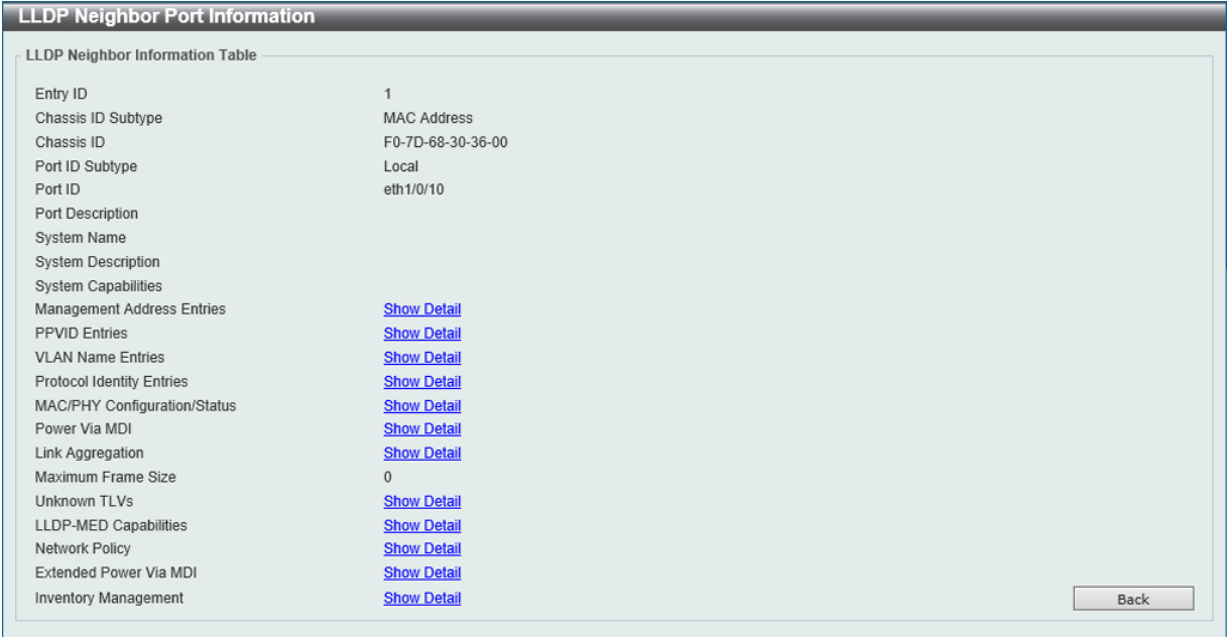 LLDP Neighbor Port Information
LLDP Neighbor Information Table
Entry ID 1
Chassis ID Subtype MAC Address
Chassis ID F0-7D-68-30-36-00
Port ID Subtype Local
Port ID eth1/0/10
Port Description
System Name
System Description
System Capabilities
Management Address Entries Show Detail
PPVID Entries Show Detail
VLAN Name Entries Show Detail
Protocol Identity Entries Show Detail
MAC/PHY Configuration/Status Show Detail
Power Via MDI Show Detail
Link Aggregation Show Detail
Maximum Frame Size 0
Unknown TLVs Show Detail
LLDP-MED Capabilities Show Detail
Network Policy Show Detail
Extended Power Via MDI Show Detail
Inventory Management Show Detail Back